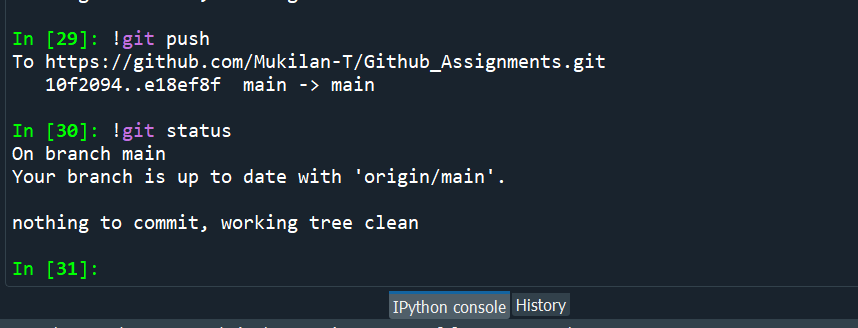 In [29]: !git push
To https://github.com/Mukilan-T/Github_Assignments.git
   10f2094..e18ef8f  main -> main
In [30]: !git status
On branch main
Your branch is up to date with 'origin/main'.
nothing to commit, working tree clean
In [31]:
IPython console History